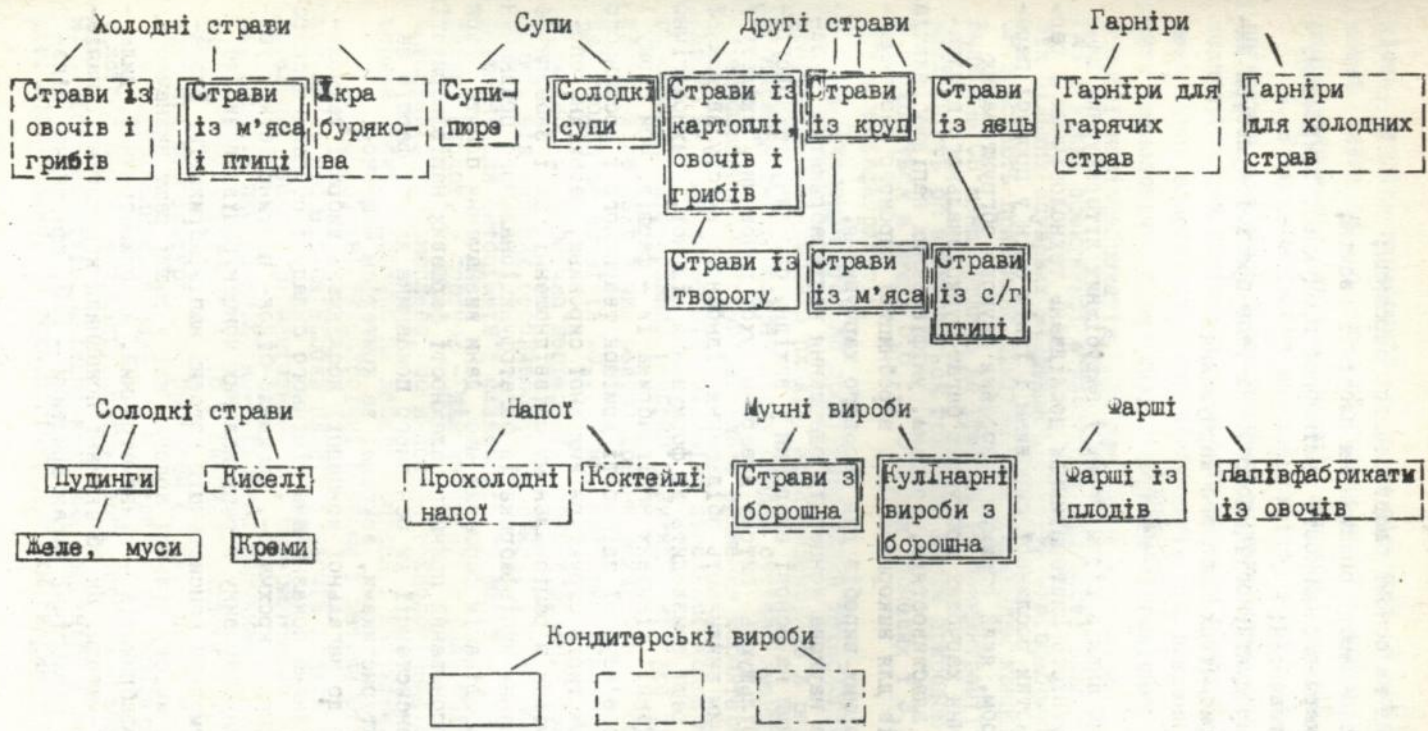 Холодні страви
Супи
Другі страви
Гарніри
Страви із
овочів і
грибів
Страви
із м'яса
і птиці
Ікра
буряко-
ва
Супи-
пюре
Солодкі
супи
Страви із
картоплі,
овочів і
грибів
Страви
із круп
Страви
із яєць
Гарніри для
гарячих
страв
Гарніри
для холодних
страв
Страви із
творогу
Страви
із м'яса
Страви
із с/г
птиці
Солодкі страви
Напої
Мучні вироби
Фарші
Пудинги
Киселі
Желе, муси
Креми
Прохолодні
напої
Коктейлі
Страви з
борошна
Кулінарні
вироби з
борошна
Фарші із
плодів
Напівфабрикати
із овочів
Кондитерські вироби